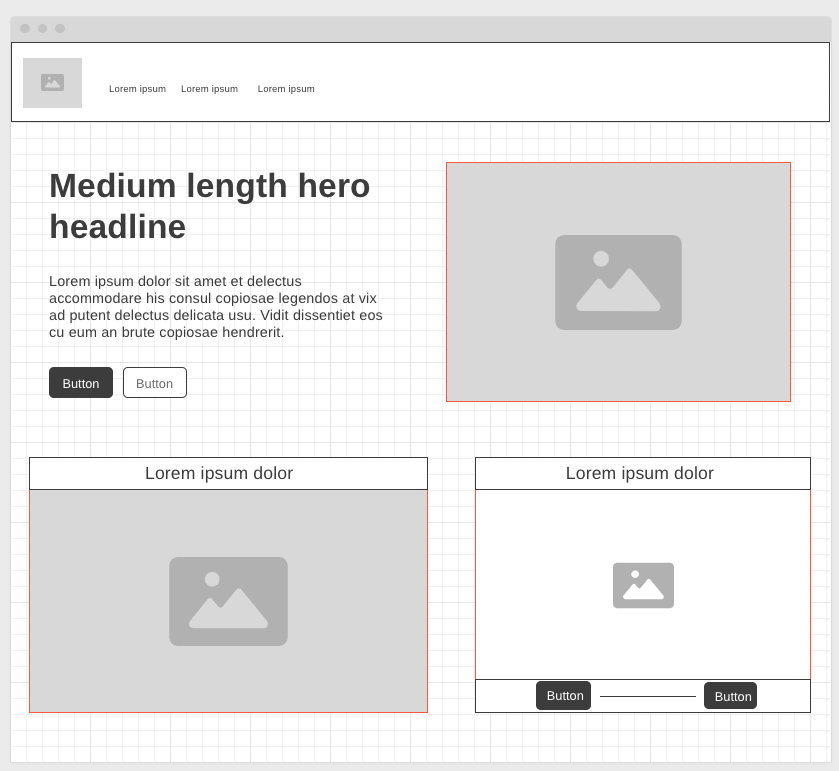 Lorem ipsum Lorem ipsum Lorem ipsum
Medium length hero
headline
Lorem ipsum dolor sit amet et delectus
accommodare his consul copiosae legendos at vix
ad putent delectus delicata usu. Vidit dissentiet eos
cu eum an brute copiosae hendrerit.
Button Button
Lorem ipsum dolor
Lorem ipsum dolor
Button Button